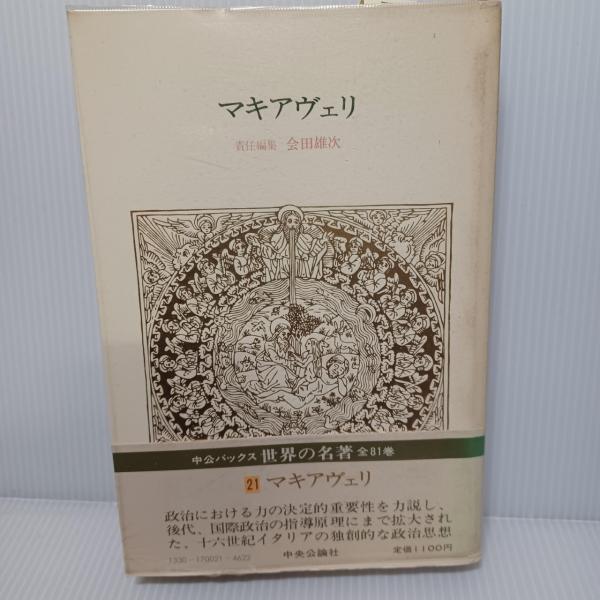 マキアヴェリ
責任編集 会田雄次
中公バックス 世界の名著 全81巻
21 マキアヴェリ
政治における力の決定的重要性を力説し、
後代、国際政治の指導原理にまで拡大され
た、十六世紀イタリアの独創的な政治思想
1330-170021-4622 中央公論社 定価1100円